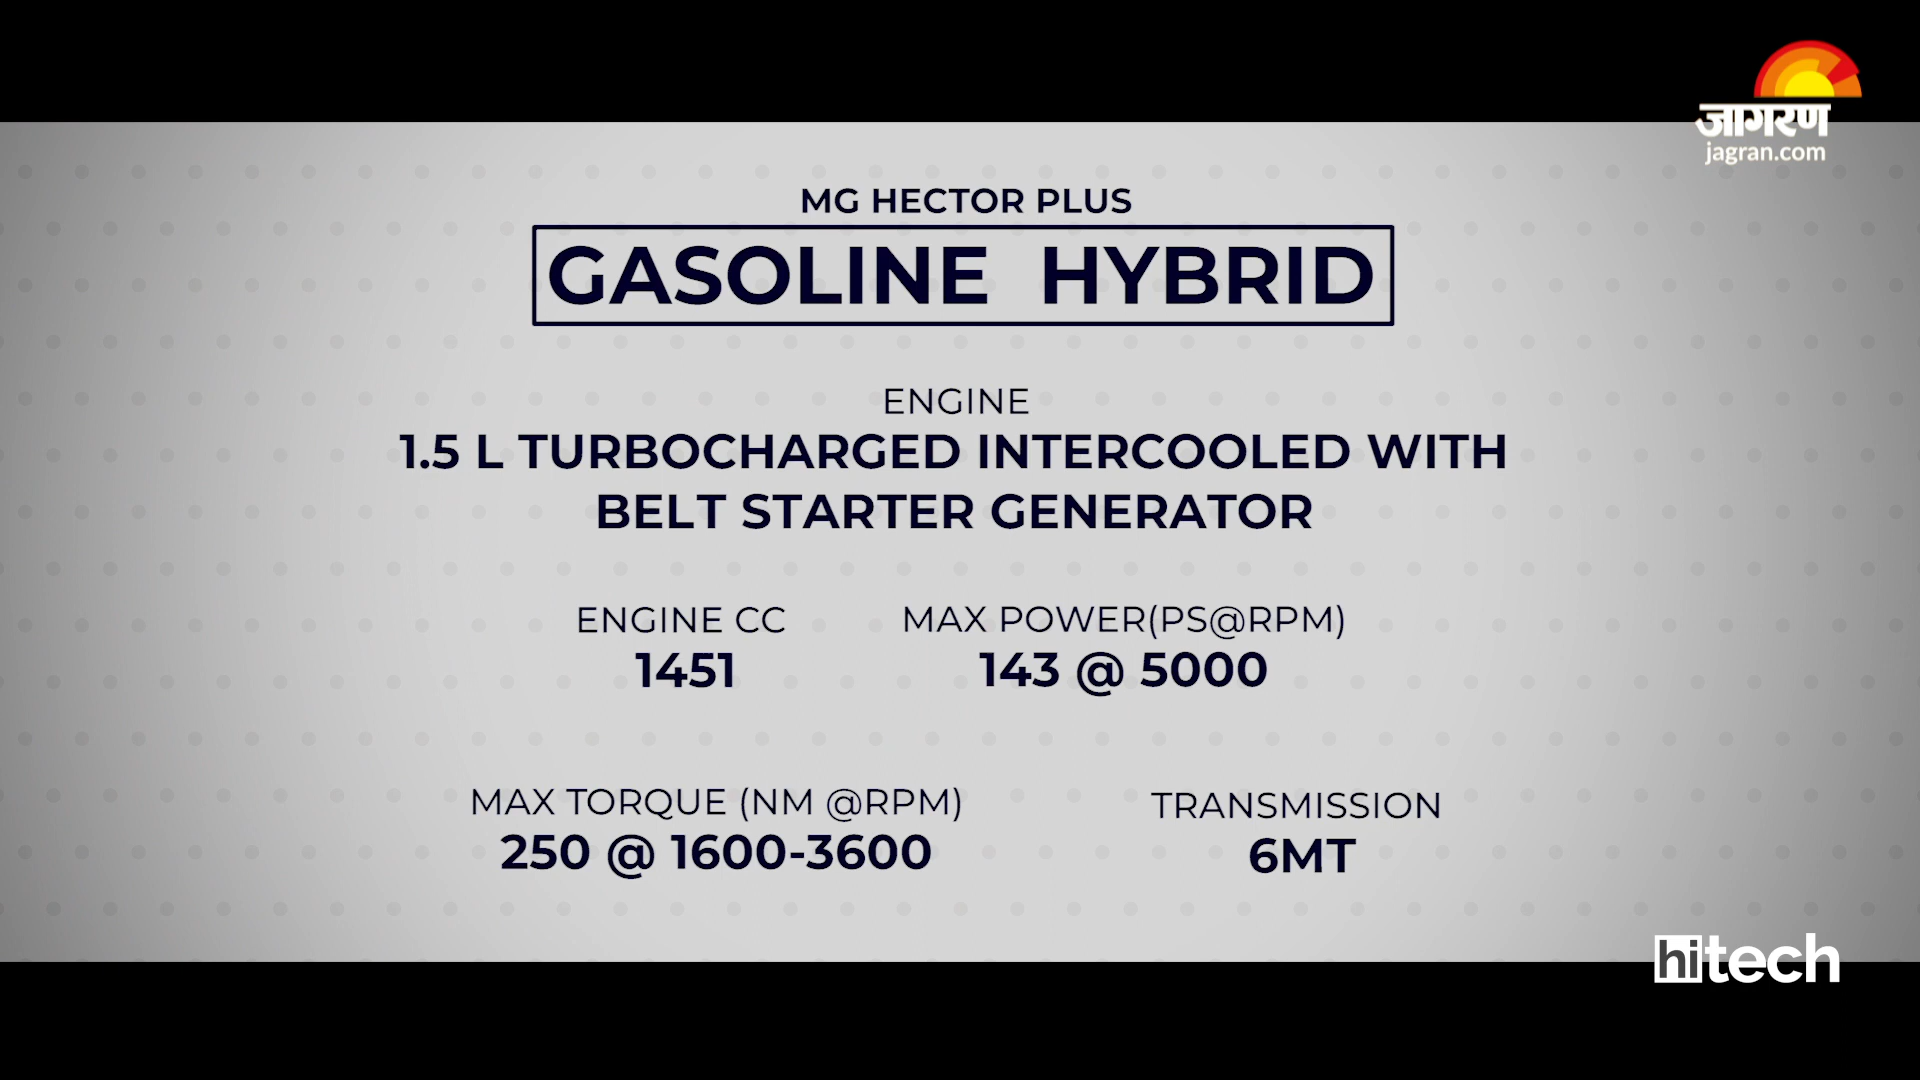 जागरण
jagran.com
MG HECTOR PLUS
GASOLINE HYBRID
ENGINE
1.5 L TURBOCHARGED INTERCOOLED WITH
BELT STARTER GENERATOR
ENGINE CC
1451
MAX POWER(PS@RPM)
143 @ 5000
MAX TORQUE (NM @RPM)
250 @ 1600-3600
TRANSMISSION
6MT
hitech